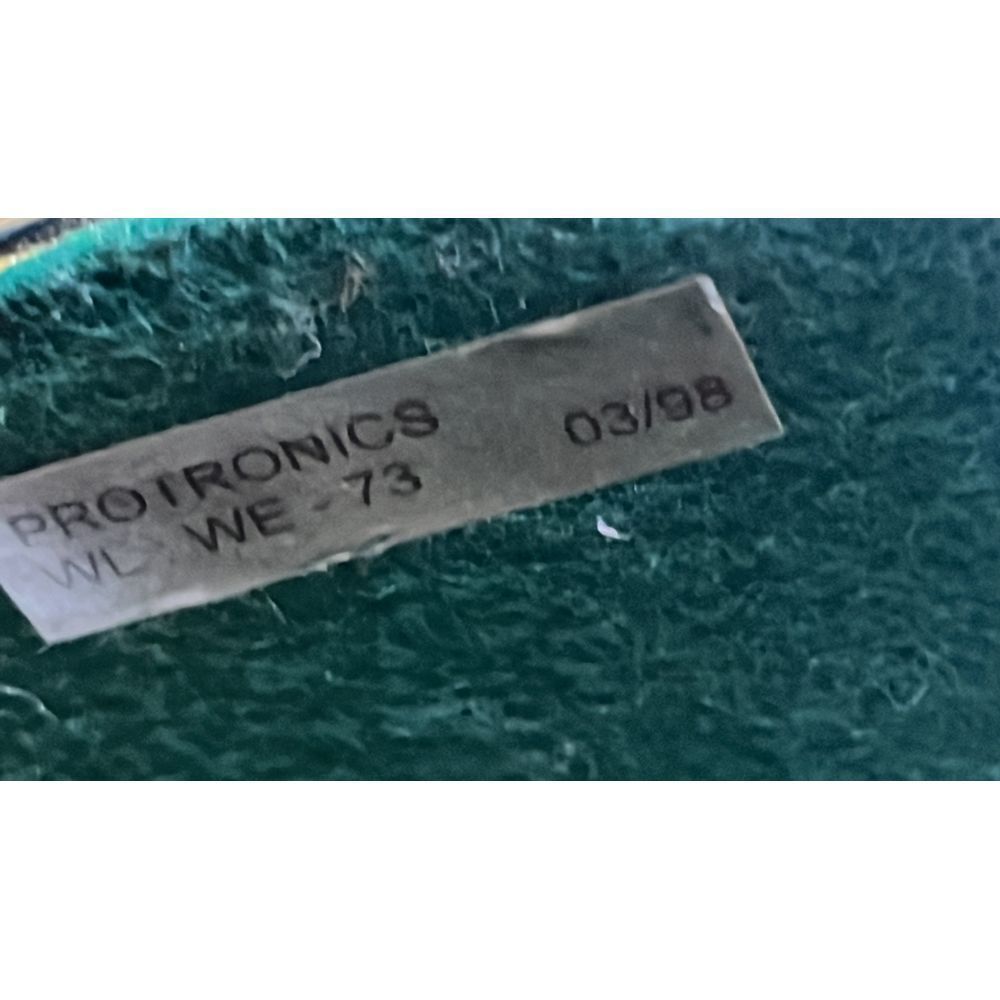 PROTRONICS 03/98
WL - WE - 73